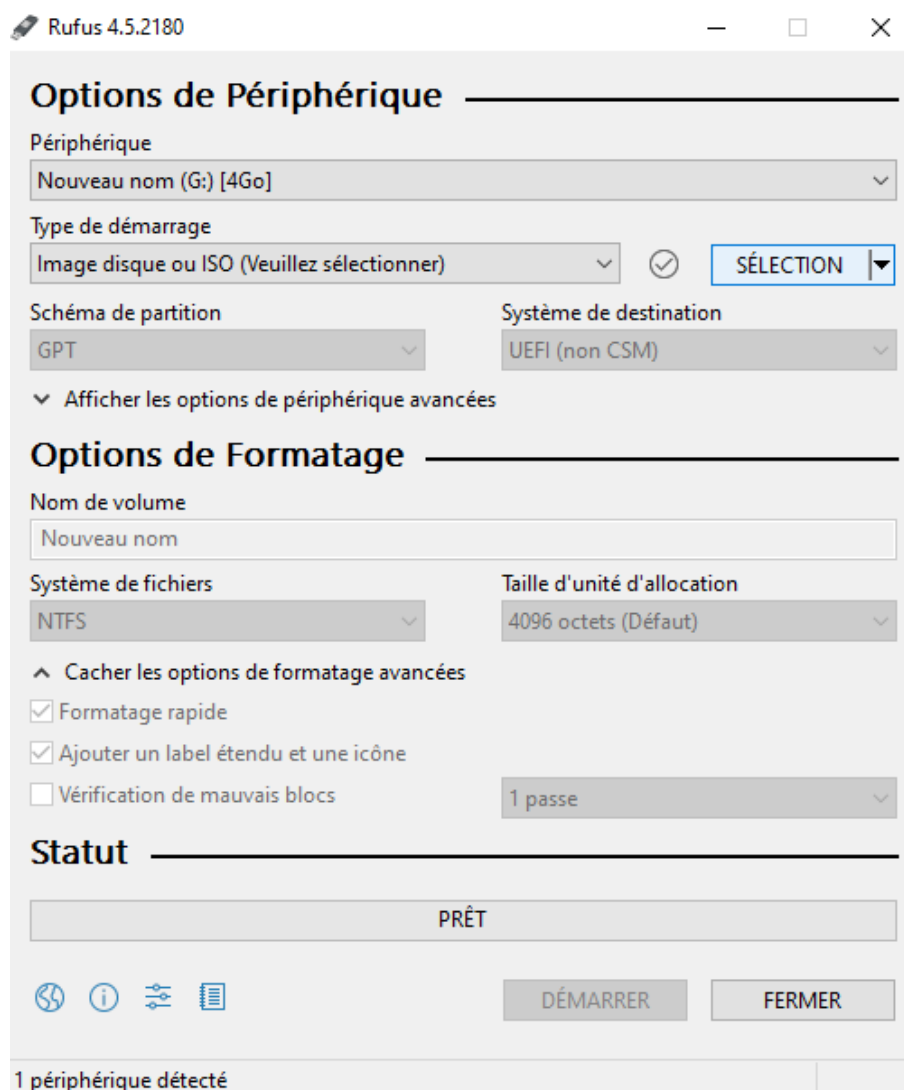 Rufus 4.5.2180
Options de Périphérique
Périphérique
Nouveau nom (G:) [4Go]
Type de démarrage
Image disque ou ISO (Veuillez sélectionner)
SÉLECTION
Schéma de partition
Système de destination
GPT
UEFI (non CSM)
Afficher les options de périphérique avancées
Options de Formatage
Nom de volume
Nouveau nom
Système de fichiers
Taille d'unité d'allocation
NTFS
4096 octets (Défaut)
Cacher les options de formatage avancées
Formatage rapide
Ajouter un label étendu et une icône
Vérification de mauvais blocs
1 passe
Statut
PRÊT
DÉMARRER
FERMER
1 périphérique détecté